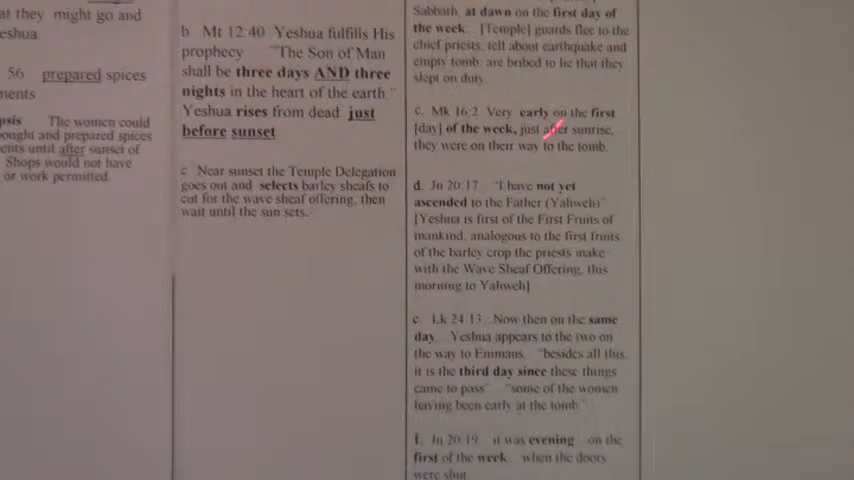 at they might go and
eshua
56 prepared spices
ments
psis The women could
ought and prepared spices
ents until after sunset of
Shops would not have
or work permitted.
b Mt 12:40 Yeshua fulfills His
prophecy "The Son of Man
shall be three days AND three
nights in the heart of the earth."
Yeshua rises from dead just
before sunset
c Near sunset the Temple Delegation
goes out and selects barley sheafs to
cut for the wave sheaf offering, then
wait until the sun sets.
Sabbath, at dawn on the first day of
the week. [Temple] guards flee to the
chief priests, tell about earthquake and
empty tomb; are bribed to lie that they
slept on duty.
c. Mk 16:2 Very early on the first
[day] of the week, just after sunrise,
they were on their way to the tomb.
d. Jn 20:17 "I have not yet
ascended to the Father (Yahweh)"
[Yeshua is first of the First Fruits of
mankind, analogous to the first fruits
of the barley crop the priests make
with the Wave Sheaf Offering, this
morning to Yahweh]
e. Lk 24:13 Now then on the same
day Yeshua appears to the two on
the way to Emmans. "besides all this,
it is the third day since these things
came to pass" "some of the women
having been early at the tomb."
f. Jn 20:19 it was evening on the
first of the week, when the doors
were shut